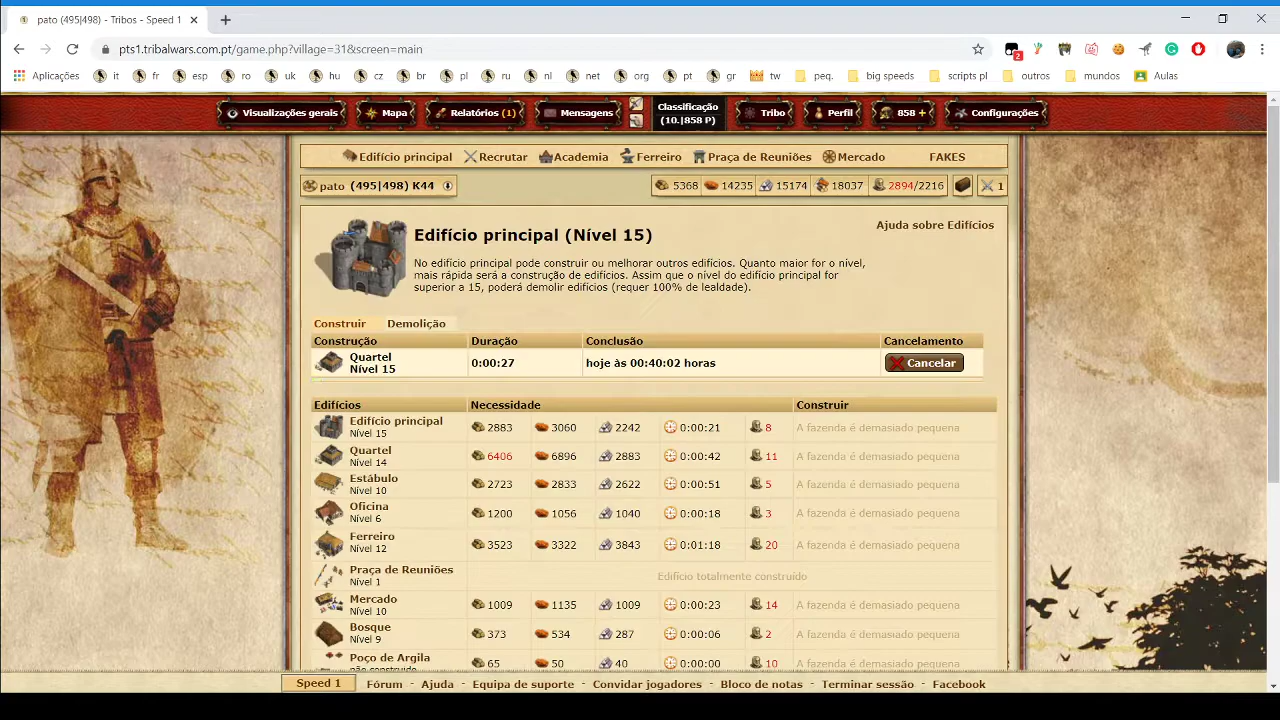 pato (495|498) - Tribos - Speed 1
pts1.tribalwars.com.pt/game.php?village=31&screen=main
2
Aplicações it fr esp ro uk hu cz br pl ru nl net org pt gr tw peq. big speeds scripts pl outros mundos Aulas
Visualizações gerais Mapa Relatórios (1) Mensagens Classificação (10.|858 P) Tribo Perfil 858 + Configurações
Edifício principal Recrutar Academia Ferreiro Praça de Reuniões Mercado FAKES
pato (495|498) K44 5368 14235 15174 18037 2894/2216 1
Edifício principal (Nível 15) Ajuda sobre Edifícios
No edifício principal pode construir ou melhorar outros edifícios. Quanto maior for o nível,
mais rápida será a construção de edifícios. Assim que o nível do edifício principal for
superior a 15, poderá demolir edifícios (requer 100% de lealdade).
Construir Demolição
Construção Duração Conclusão Cancelamento
Quartel
Nível 15 0:00:27 hoje às 00:40:02 horas Cancelar
Edifícios Necessidade Construir
Edifício principal
Nível 15 2883 3060 2242 0:00:21 8 A fazenda é demasiado pequena
Quartel
Nível 14 6406 6896 2883 0:00:42 11 A fazenda é demasiado pequena
Estábulo
Nível 10 2723 2833 2622 0:00:51 5 A fazenda é demasiado pequena
Oficina
Nível 6 1200 1056 1040 0:00:18 3 A fazenda é demasiado pequena
Ferreiro
Nível 12 3523 3322 3843 0:01:18 20 A fazenda é demasiado pequena
Praça de Reuniões
Nível 1 Edifício totalmente construído
Mercado
Nível 10 1009 1135 1009 0:00:23 14 A fazenda é demasiado pequena
Bosque
Nível 9 373 534 287 0:00:06 2 A fazenda é demasiado pequena
Poço de Argila
não construído 65 50 40 0:00:00 10 A fazenda é demasiado pequena
Speed 1 Fórum - Ajuda - Equipa de suporte - Convidar jogadores - Bloco de notas - Terminar sessão - Facebook